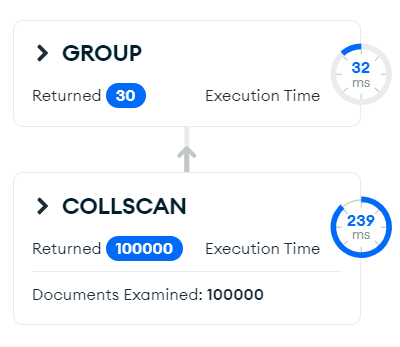 GROUP
Returned 30 Execution Time 32 ms
COLLSCAN
Returned 100000 Execution Time 239 ms
Documents Examined: 100000